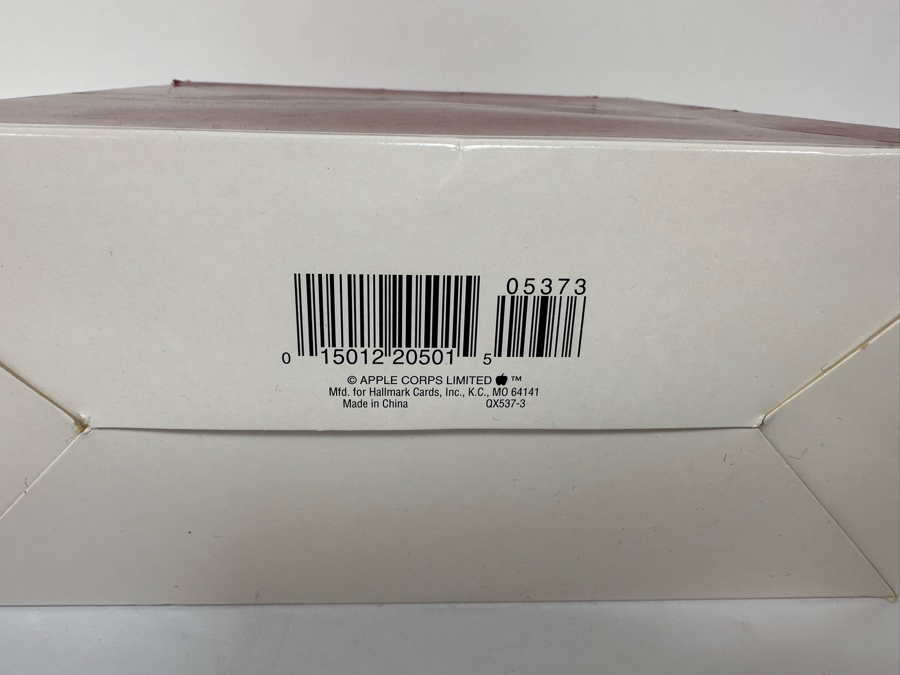 05373
0 15012 20501 5
© APPLE CORPS LIMITED ™
Mfd. for Hallmark Cards, Inc., K.C., MO 64141
Made in China QX537-3